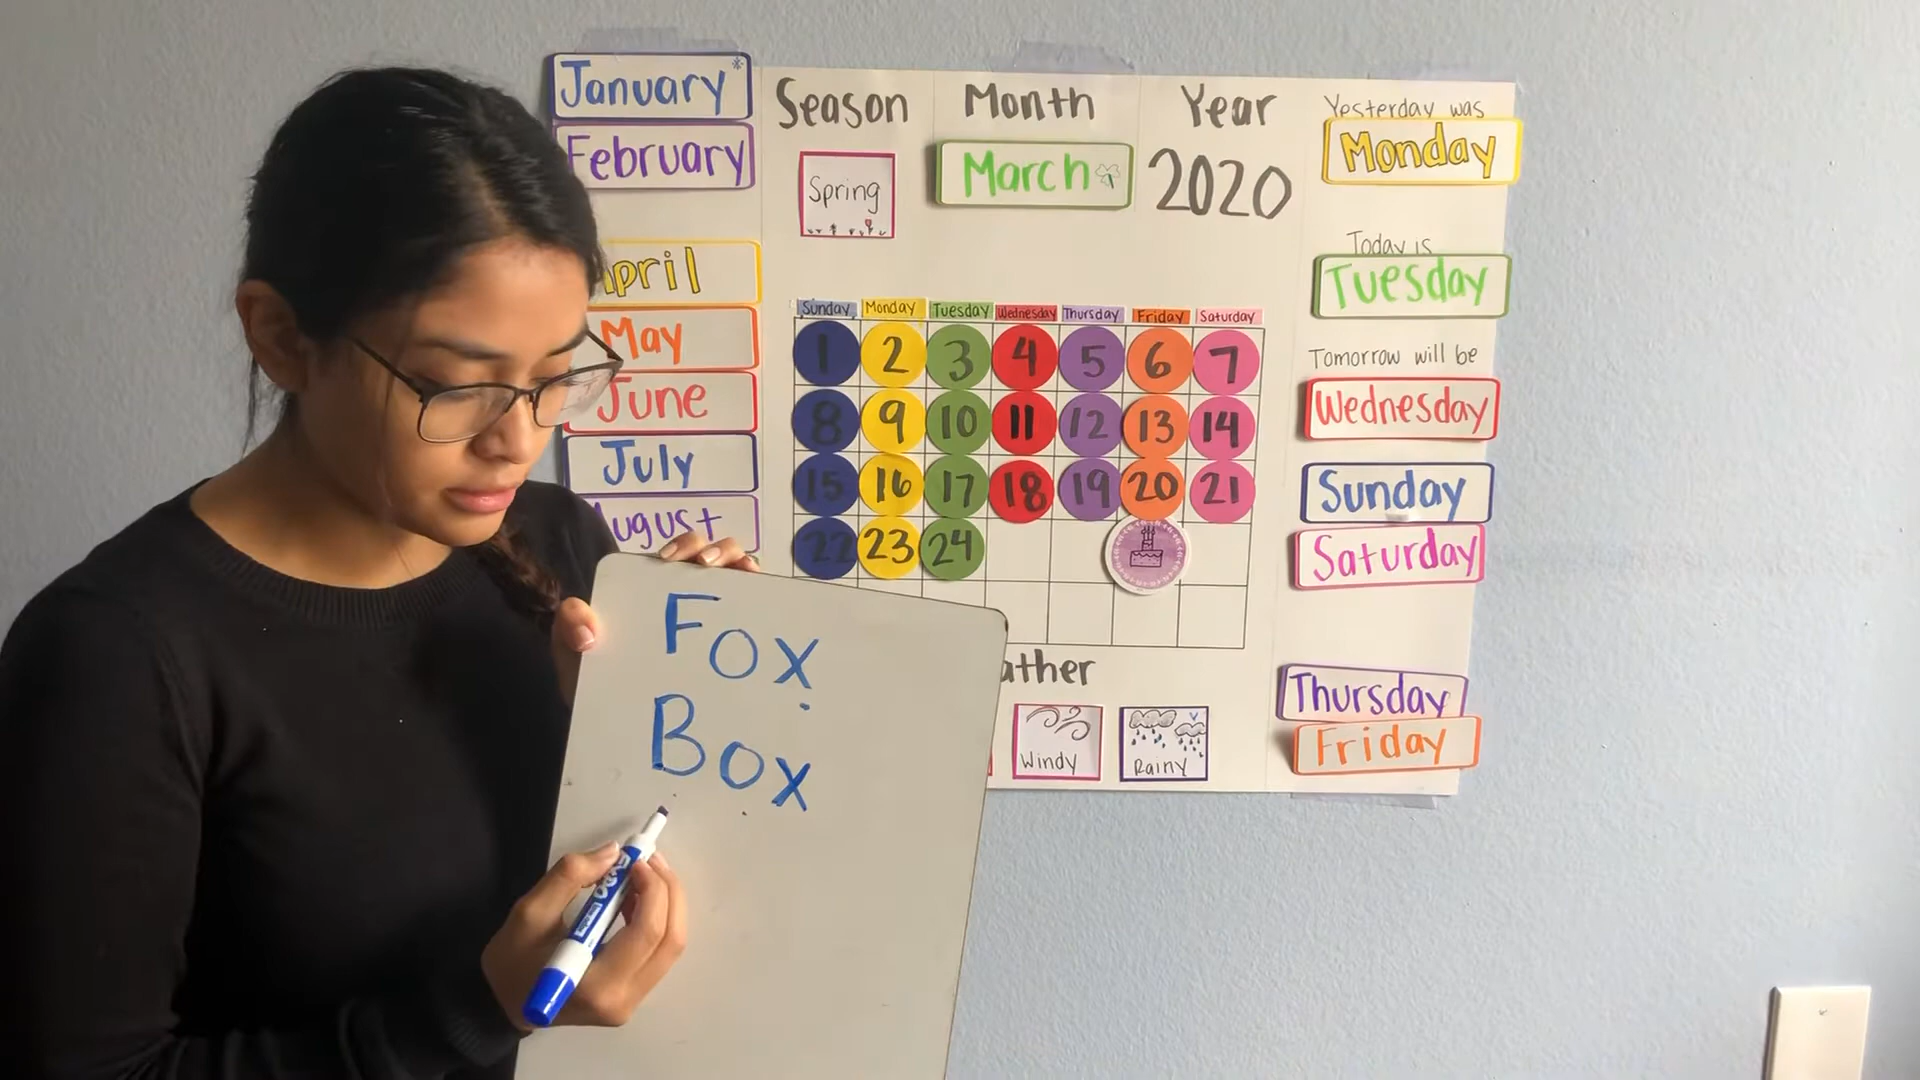 January
February
April
May
June
July
August
Season
Month
Year
Spring
March
2020
Yesterday was
Monday
Today is
Tuesday
Tomorrow will be
Wednesday
Sunday
Saturday
Thursday
Friday
Sunday Monday Tuesday Wednesday Thursday Friday Saturday
1 2 3 4 5 6 7
8 9 10 11 12 13 14
15 16 17 18 19 20 21
22 23 24
ather
Windy
Rainy
Fox
Box
EXPO